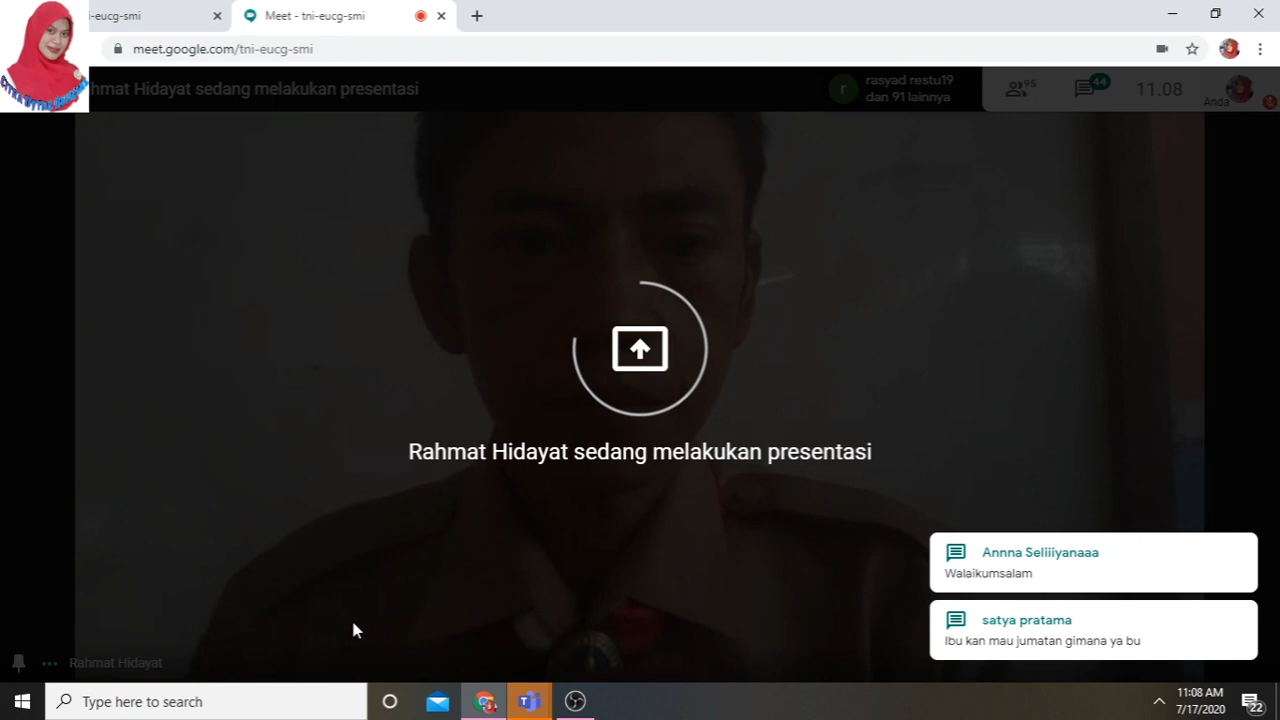 -eucg-smi
Meet - tni-eucg-smi
meet.google.com/tni-eucg-smi
hmat Hidayat sedang melakukan presentasi
r
rasyad restu19
dan 91 lainnya
95
44
11.08
Anda
Rahmat Hidayat sedang melakukan presentasi
Annna Seliiiyanaaa
Walaikumsalam
satya pratama
Ibu kan mau jumatan gimana ya bu
Rahmat Hidayat
Type here to search
11:08 AM
7/17/2020
22